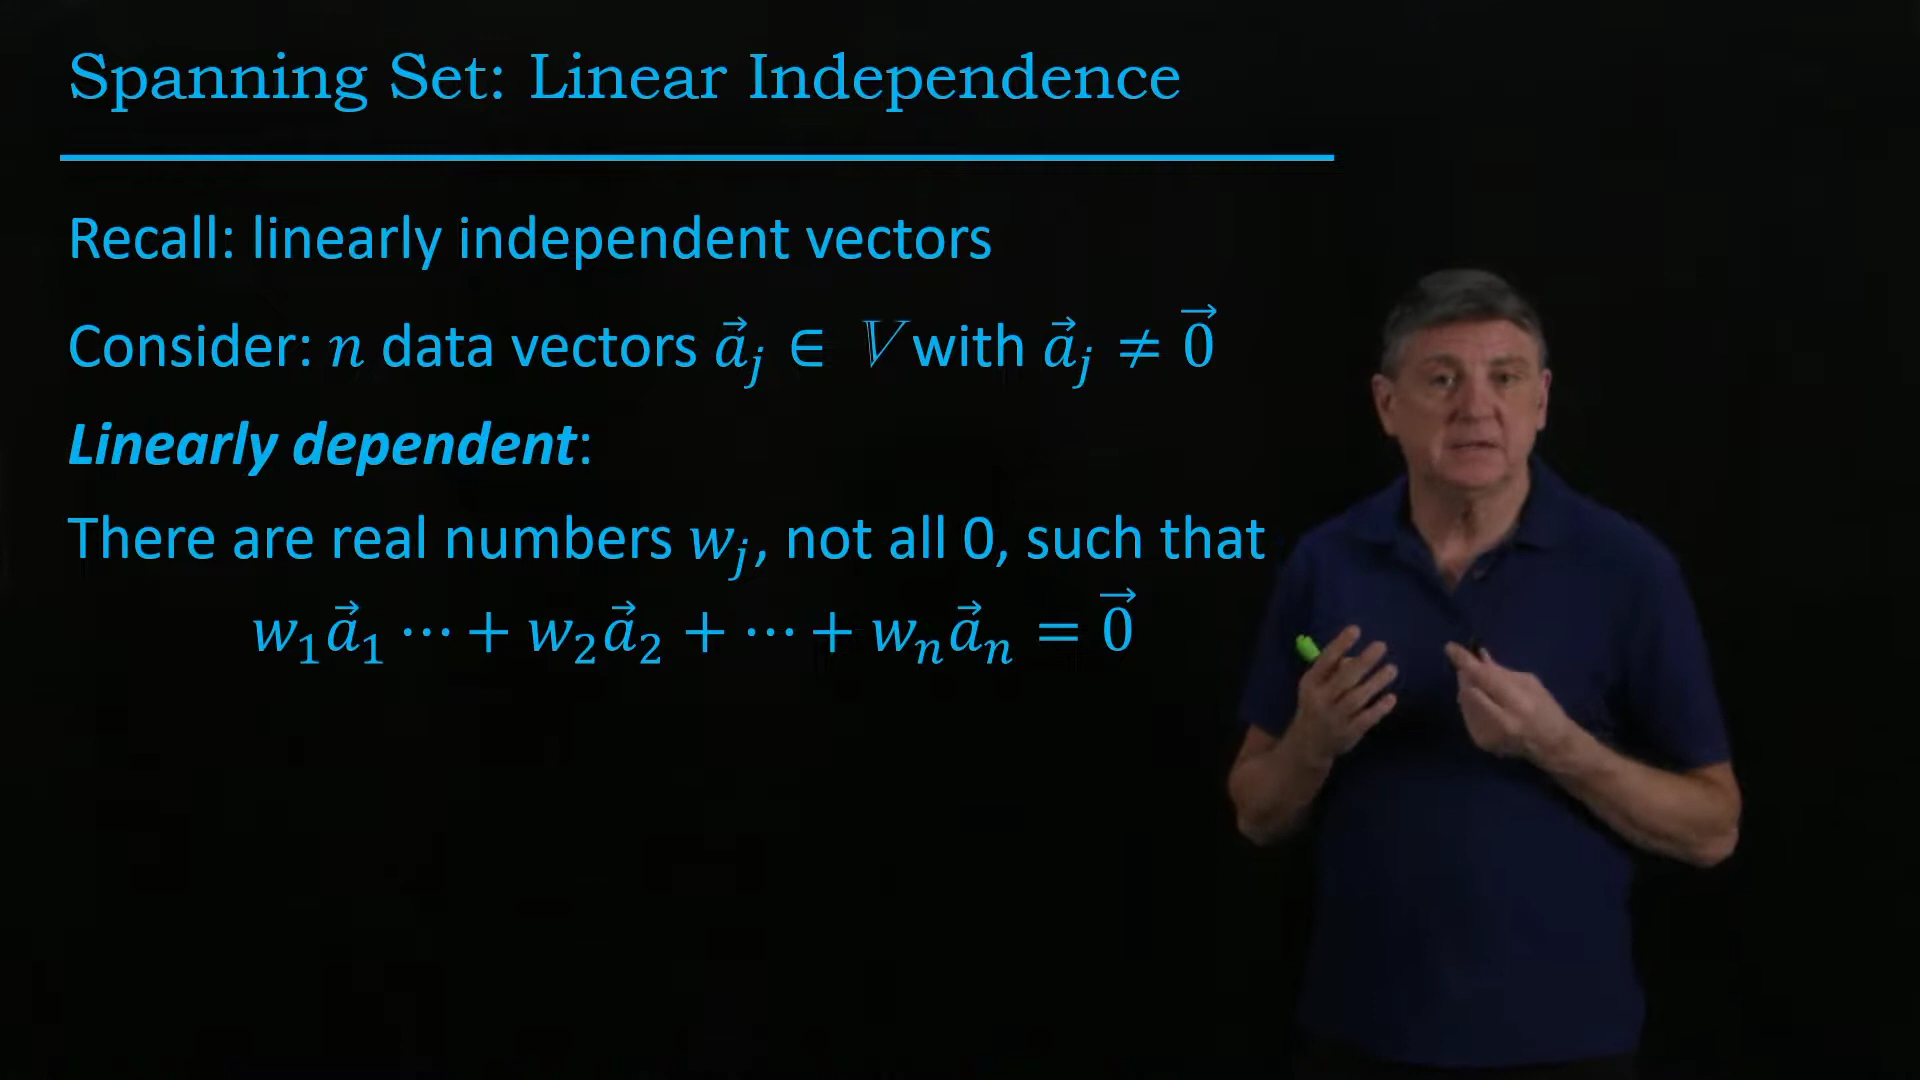 Spanning Set: Linear Independence
Recall: linearly independent vectors
Consider: n data vectors a⃗ⱼ ∈ 𝕍 with a⃗ⱼ ≠ 0⃗
Linearly dependent:
There are real numbers wⱼ, not all 0, such that
w₁a⃗₁ ⋯ + w₂a⃗₂ + ⋯ + wₙa⃗ₙ = 0⃗